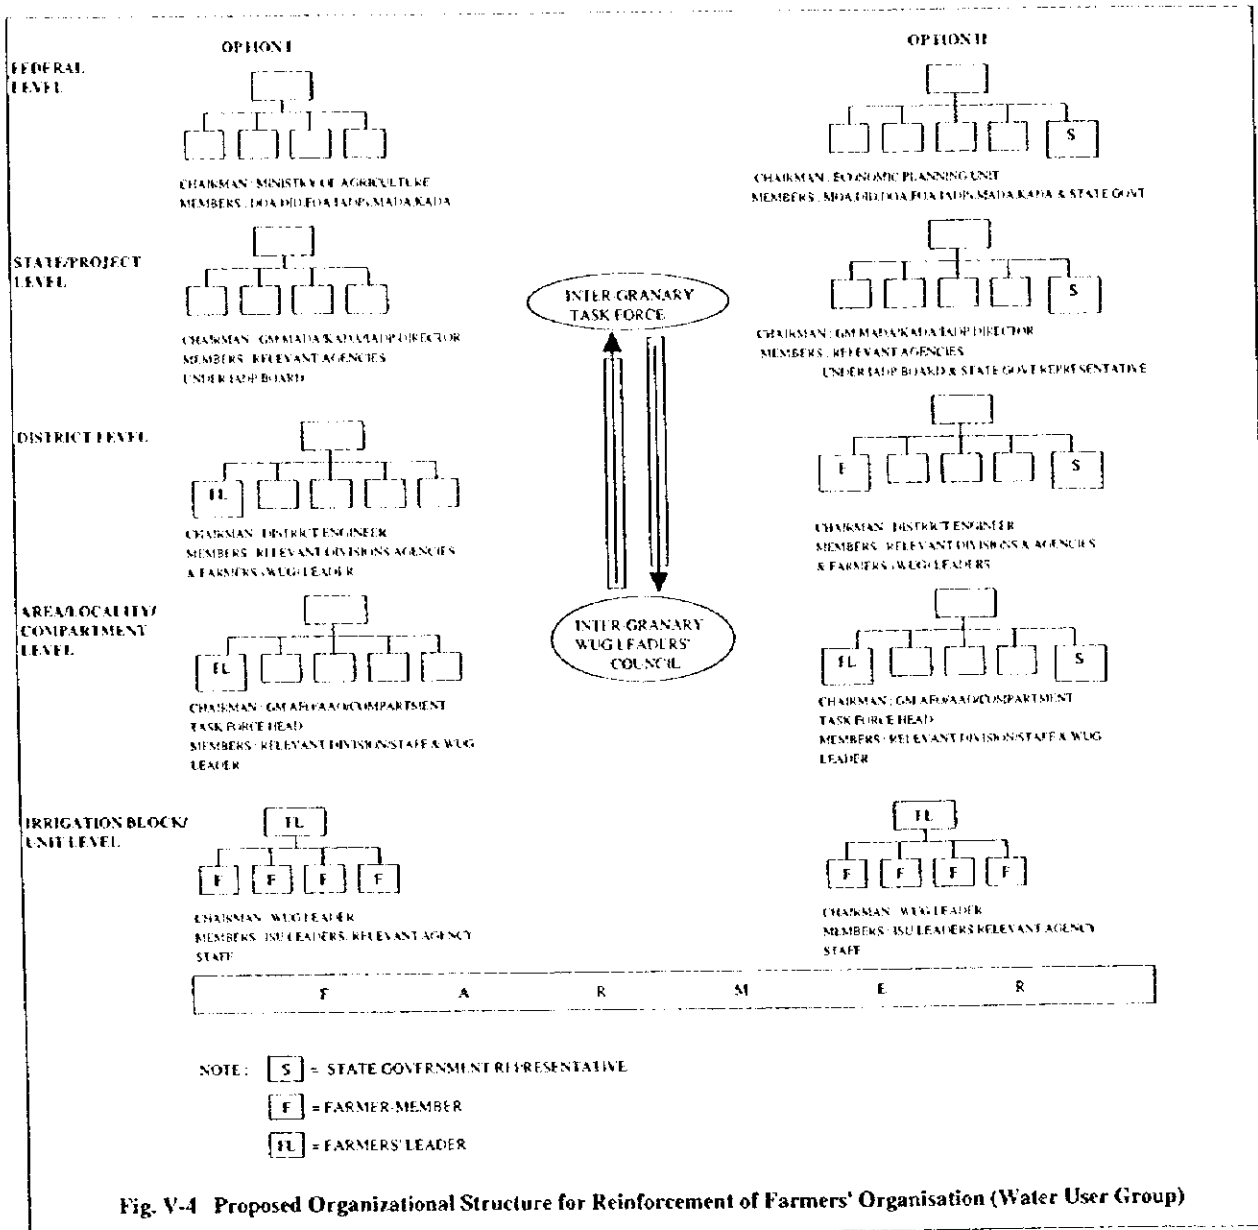 OPTION I
OPTION II
FEDERAL
LEVEL
S
CHAIRMAN : MINISTRY OF AGRICULTURE
MEMBERS : DOA,DID,FOA,IADPs,MADA,KADA
CHAIRMAN : ECONOMIC PLANNING UNIT
MEMBERS : MOA,DID,DOA,FOA,IADPs,MADA,KADA & STATE GOVT
STATE/PROJECT
LEVEL
S
INTER-GRANARY
TASK FORCE
CHAIRMAN : GM MADA/KADA/IADP DIRECTOR
MEMBERS : RELEVANT AGENCIES
UNDER IADP BOARD
CHAIRMAN : GM MADA/KADA/IADP DIRECTOR
MEMBERS : RELEVANT AGENCIES
UNDER IADP BOARD & STATE GOVT REPRESENTATIVE
DISTRICT LEVEL
FL
F
S
CHAIRMAN : DISTRICT ENGINEER
MEMBERS : RELEVANT DIVISIONS AGENCIES
& FARMERS (WUG) LEADER
CHAIRMAN : DISTRICT ENGINEER
MEMBERS : RELEVANT DIVISIONS & AGENCIES
& FARMERS (WUG) LEADERS
AREA/LOCALITY/
COMPARTMENT
LEVEL
FL
INTER-GRANARY
WUG LEADERS'
COUNCIL
FL
S
CHAIRMAN : GM AFO/AAO/COMPARTMENT
TASK FORCE HEAD
MEMBERS : RELEVANT DIVISION/STAFF & WUG
LEADER
CHAIRMAN : GM AFO/AAO/COMPARTMENT
TASK FORCE HEAD
MEMBERS : RELEVANT DIVISION/STAFF & WUG
LEADER
IRRIGATION BLOCK/
UNIT LEVEL
FL
F F F F
FL
F F F F
CHAIRMAN : WUG LEADER
MEMBERS : ISU LEADERS, RELEVANT AGENCY
STAFF
CHAIRMAN : WUG LEADER
MEMBERS : ISU LEADERS RELEVANT AGENCY
STAFF
F A R M E R
NOTE : S = STATE GOVERNMENT REPRESENTATIVE
F = FARMER-MEMBER
FL = FARMERS' LEADER
Fig. V-4 Proposed Organizational Structure for Reinforcement of Farmers' Organisation (Water User Group)